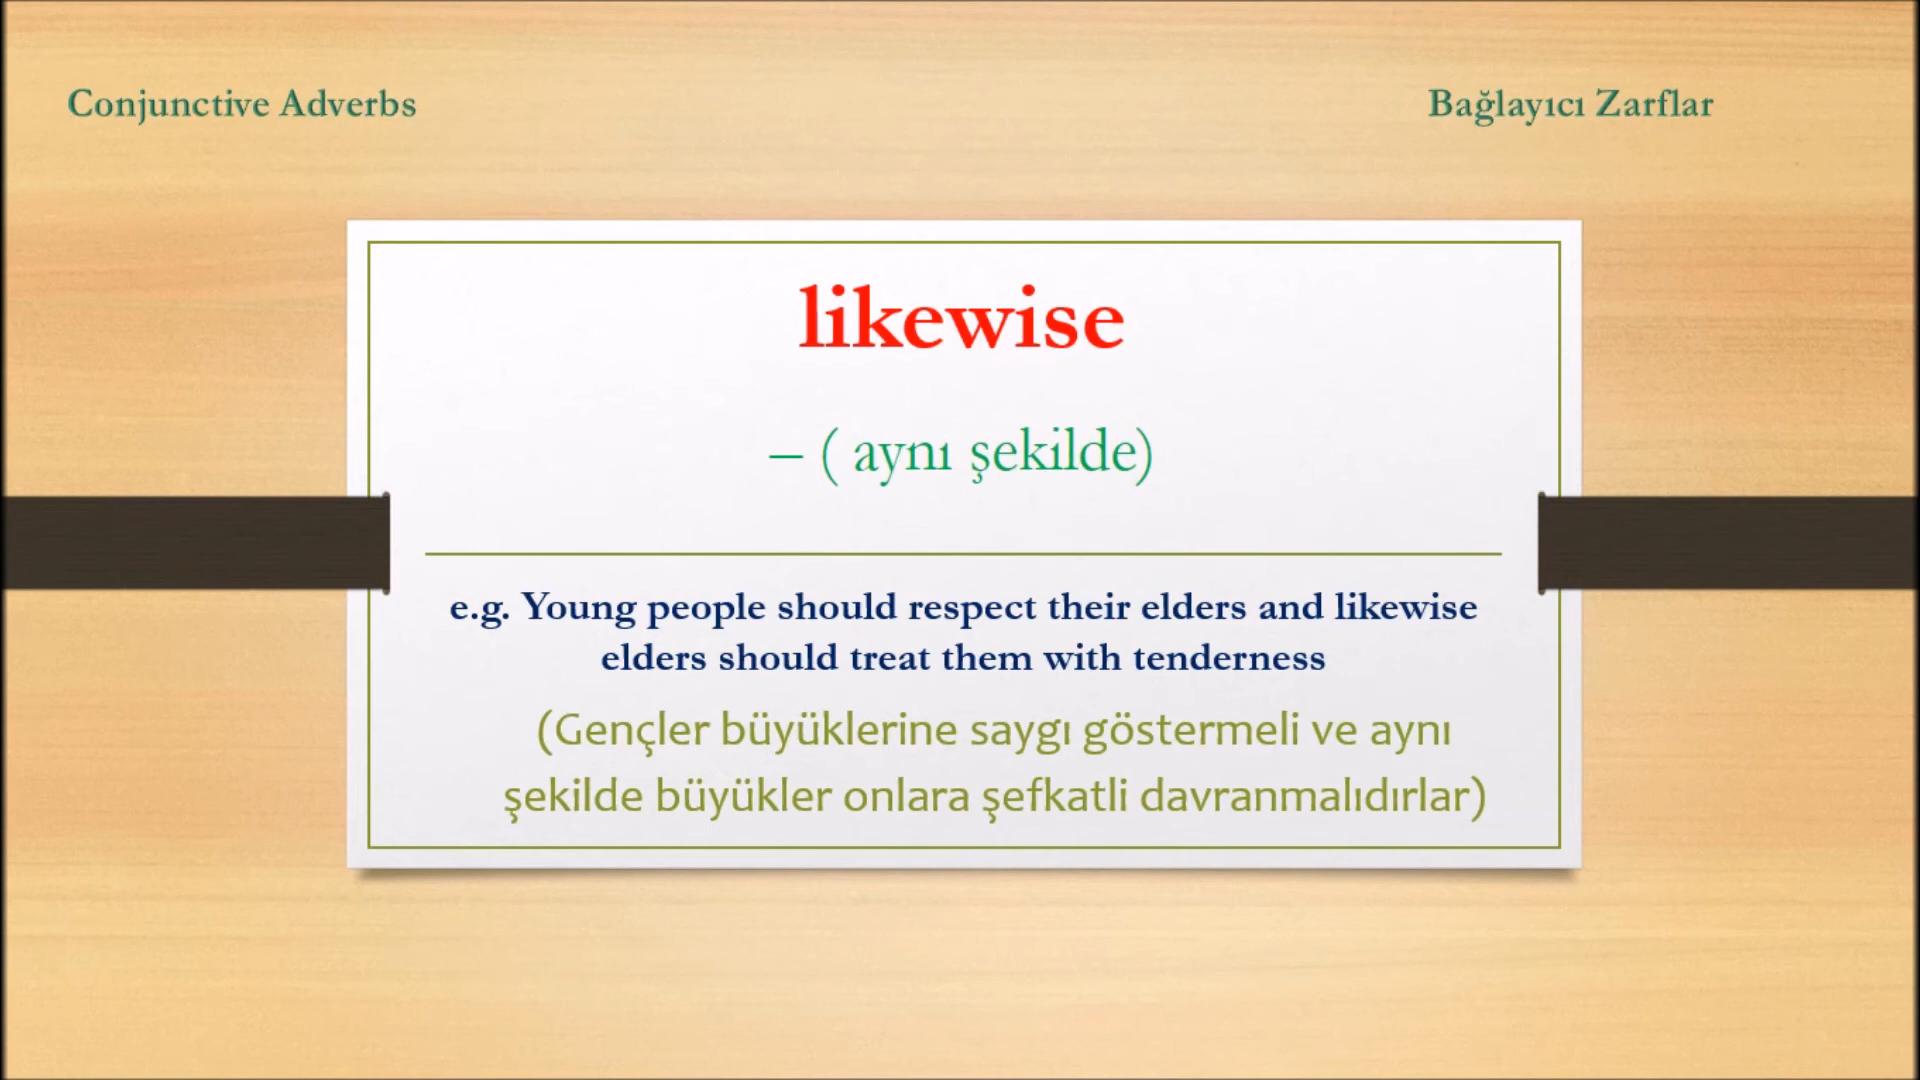 Conjunctive Adverbs
Bağlayıcı Zarflar
likewise
– ( aynı şekilde)
e.g. Young people should respect their elders and likewise
elders should treat them with tenderness
(Gençler büyüklerine saygı göstermeli ve aynı
şekilde büyükler onlara şefkatli davranmalıdırlar)